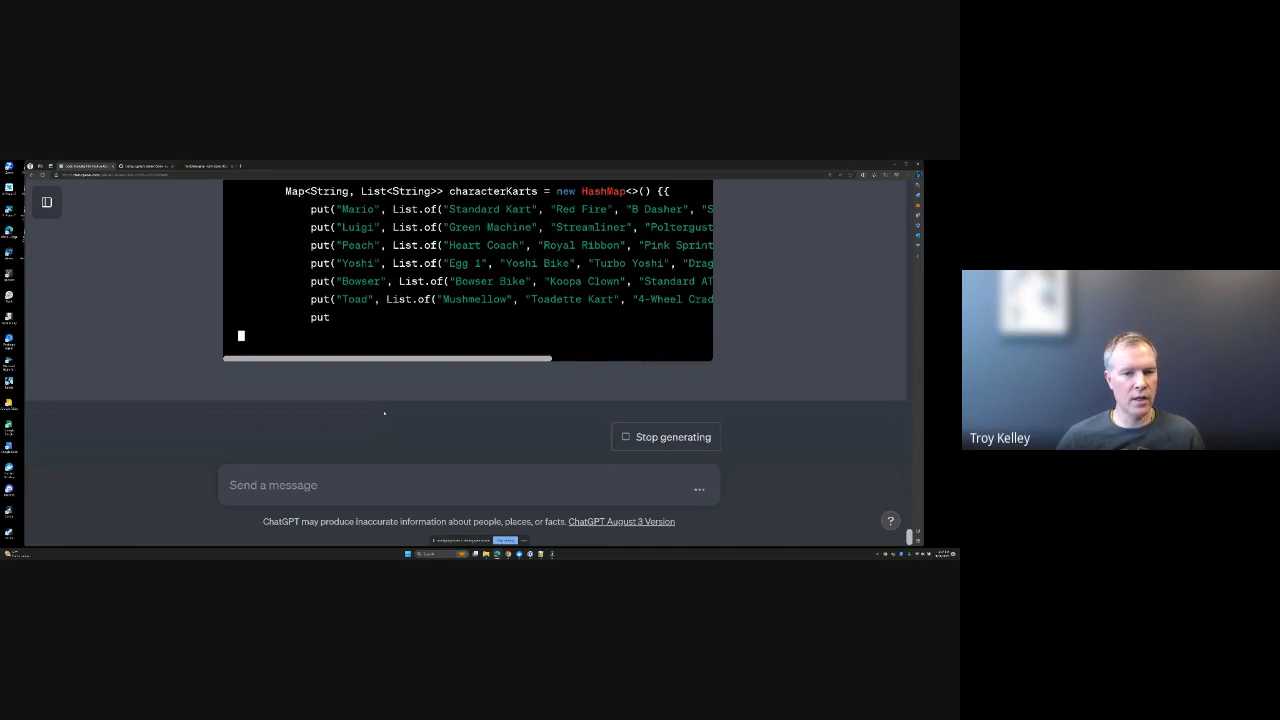 Map<String, List<String>> characterKarts = new HashMap<>() {{
put("Mario", List.of("Standard Kart", "Red Fire", "B Dasher", "S
put("Luigi", List.of("Green Machine", "Streamliner", "Poltergust
put("Peach", List.of("Heart Coach", "Royal Ribbon", "Pink Sprint
put("Yoshi", List.of("Egg 1", "Yoshi Bike", "Turbo Yoshi", "Drag
put("Bowser", List.of("Bowser Bike", "Koopa Clown", "Standard AT
put("Toad", List.of("Mushmellow", "Toadette Kart", "4-Wheel Crad
put
Stop generating
Send a message
ChatGPT may produce inaccurate information about people, places, or facts. ChatGPT August 3 Version
?
Troy Kelley